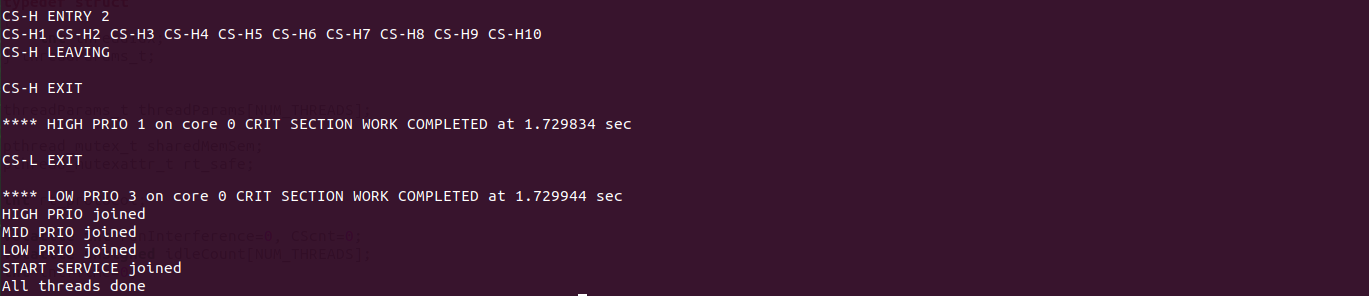 CS-H ENTRY 2
CS-H1 CS-H2 CS-H3 CS-H4 CS-H5 CS-H6 CS-H7 CS-H8 CS-H9 CS-H10
CS-H LEAVING
CS-H EXIT
**** HIGH PRIO 1 on core 0 CRIT SECTION WORK COMPLETED at 1.729834 sec
CS-L EXIT
**** LOW PRIO 3 on core 0 CRIT SECTION WORK COMPLETED at 1.729944 sec
HIGH PRIO joined
MID PRIO joined
LOW PRIO joined
START SERVICE joined
All threads done